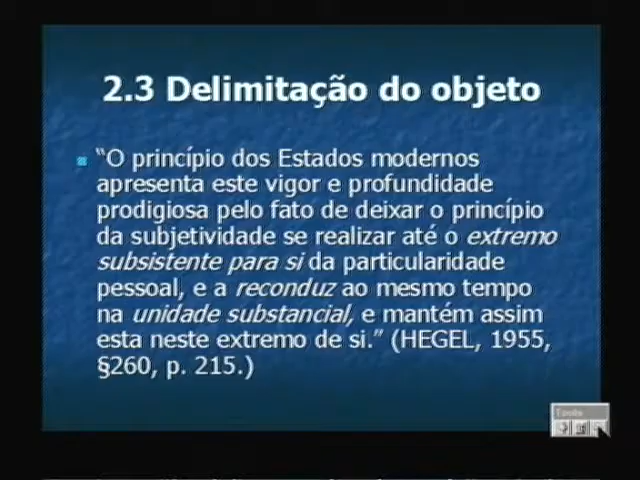 2.3 Delimitação do objeto
“O princípio dos Estados modernos
apresenta este vigor e profundidade
prodigiosa pelo fato de deixar o princípio
da subjetividade se realizar até o extremo
subsistente para si da particularidade
pessoal, e a reconduz ao mesmo tempo
na unidade substancial, e mantém assim
esta neste extremo de si.” (HEGEL, 1955,
§260, p. 215.)